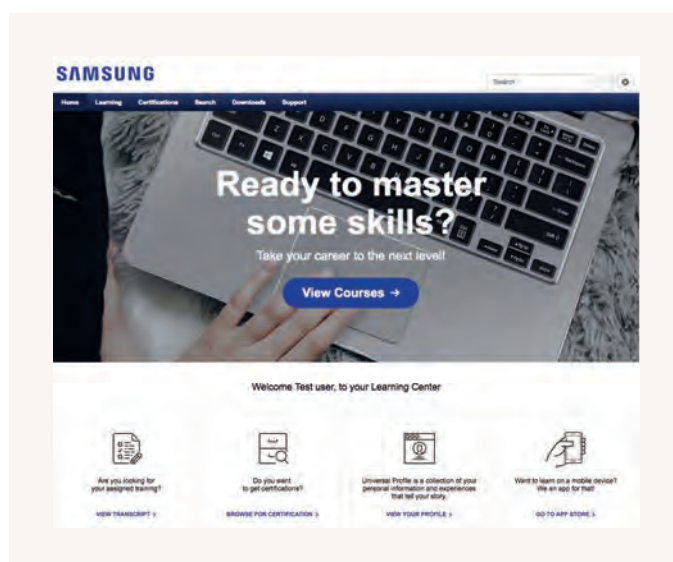 SAMSUNG
Search
Home Learning Certifications Search Downloads Support
Ready to master
some skills?
Take your career to the next level!
View Courses →
Welcome Test user, to your Learning Center
Are you looking for
your assigned training?
VIEW TRANSCRIPT >
Do you want
to get certifications?
BROWSE FOR CERTIFICATION >
Universal Profile is a collection of your
personal information and experiences
that tell your story.
VIEW YOUR PROFILE >
Want to learn on a mobile device?
We an app for that!
GO TO APP STORE >